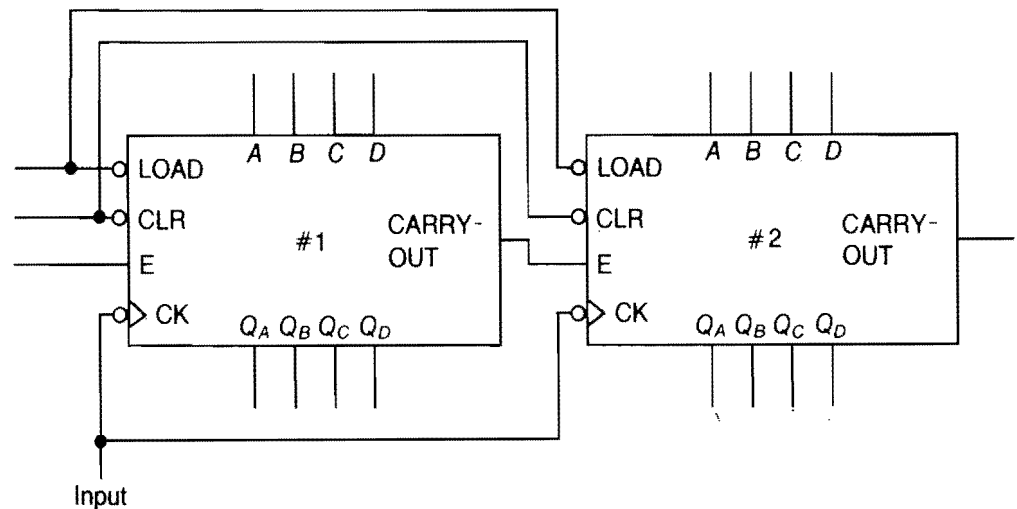 A B C D
LOAD
CLR
E
CK
#1
CARRY-
OUT
Q_A Q_B Q_C Q_D
A B C D
LOAD
CLR
E
CK
#2
CARRY-
OUT
Q_A Q_B Q_C Q_D
Input